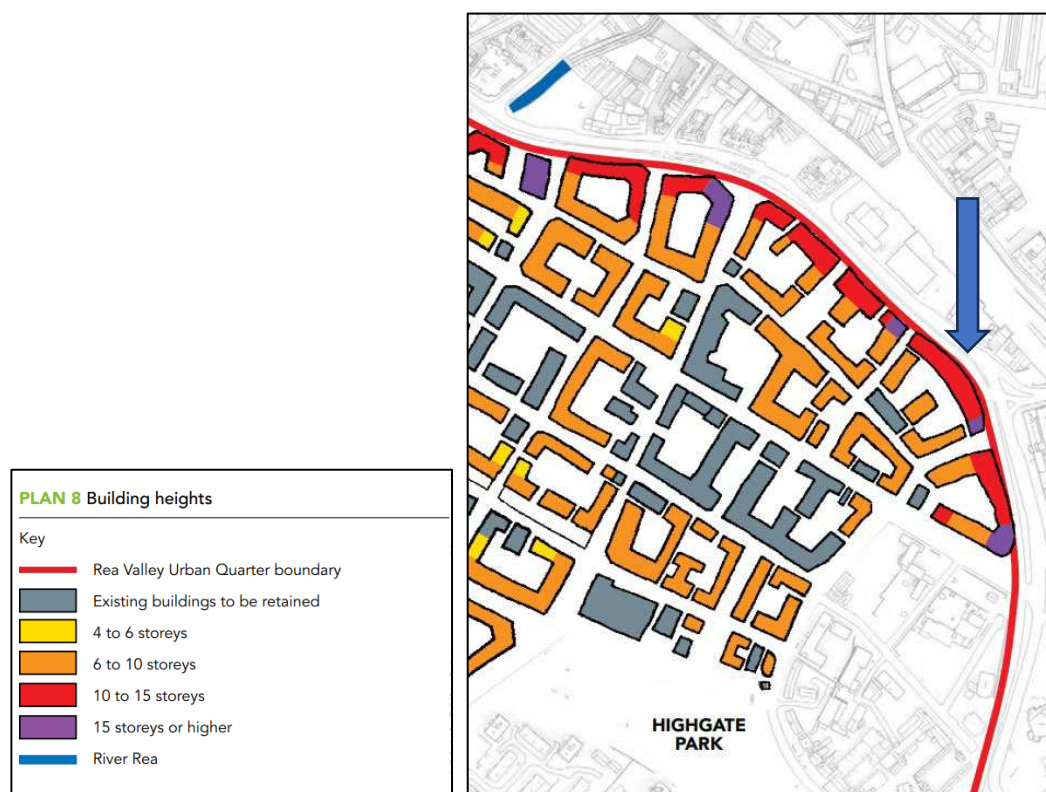 PLAN 8 Building heights
Key
Rea Valley Urban Quarter boundary
Existing buildings to be retained
4 to 6 storeys
6 to 10 storeys
10 to 15 storeys
15 storeys or higher
River Rea
HIGHGATE
PARK